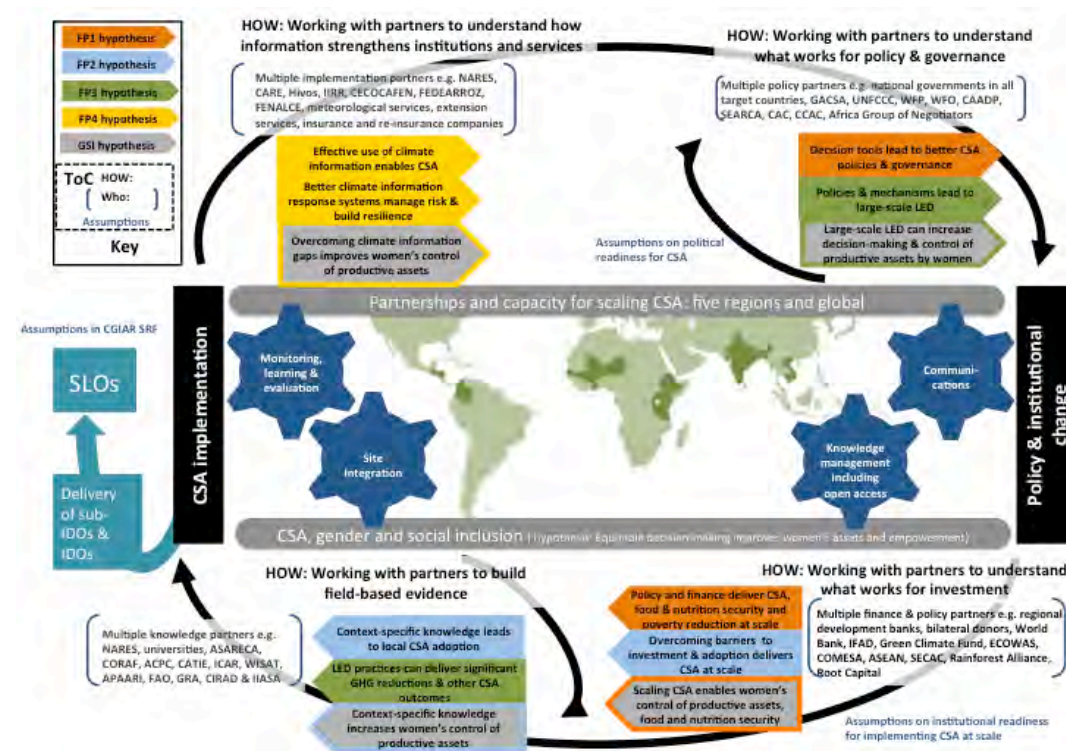 FP1 hypothesis
FP2 hypothesis
FP3 hypothesis
FP4 hypothesis
GSI hypothesis
ToC HOW:
Who:
Assumptions
Key
HOW: Working with partners to understand how
information strengthens institutions and services
Multiple implementation partners e.g. NARES,
CARE, Hivos, IIRR, CECOCAFEN, FEDEARROZ,
FENALCE, meteorological services, extension
services, insurance and re-insurance companies
Effective use of climate
information enables CSA
Better climate information
response systems manage risk &
build resilience
Overcoming climate information
gaps improves women's control
of productive assets
HOW: Working with partners to understand
what works for policy & governance
Multiple policy partners e.g. national governments in all
target countries, GACSA, UNFCCC, WFP, WFO, CAADP,
SEARCA, CAC, CCAC, Africa Group of Negotiators
Decision tools lead to better CSA
policies & governance
Policies & mechanisms lead to
large-scale LED
Large-scale LED can increase
decision-making & control of
productive assets by women
Assumptions on political
readiness for CSA
Partnerships and capacity for scaling CSA: five regions and global
Assumptions in CGIAR SRF
SLOs
Delivery
of sub-
IDOs &
IDOs
CSA implementation
Monitoring,
learning &
evaluation
Site
Integration
Communi-
cations
Knowledge
management
including
open access
Policy & institutional
change
CSA, gender and social inclusion (Hypothesis: Equitable decision-making improves women's assets and empowerment)
HOW: Working with partners to build
field-based evidence
Multiple knowledge partners e.g.
NARES, universities, ASARECA,
CORAF, ACPC, CATIE, ICAR, WISAT,
APAARI, FAO, GRA, CIRAD & IIASA
Context-specific knowledge leads
to local CSA adoption
LED practices can deliver significant
GHG reductions & other CSA
outcomes
Context-specific knowledge
increases women's control of
productive assets
HOW: Working with partners to understand
what works for investment
Policy and finance deliver CSA,
food & nutrition security and
poverty reduction at scale
Overcoming barriers to
investment & adoption delivers
CSA at scale
Scaling CSA enables women's
control of productive assets,
food and nutrition security
Multiple finance & policy partners e.g. regional
development banks, bilateral donors, World
Bank, IFAD, Green Climate Fund, ECOWAS,
COMESA, ASEAN, SECAC, Rainforest Alliance,
Root Capital
Assumptions on institutional readiness
for implementing CSA at scale